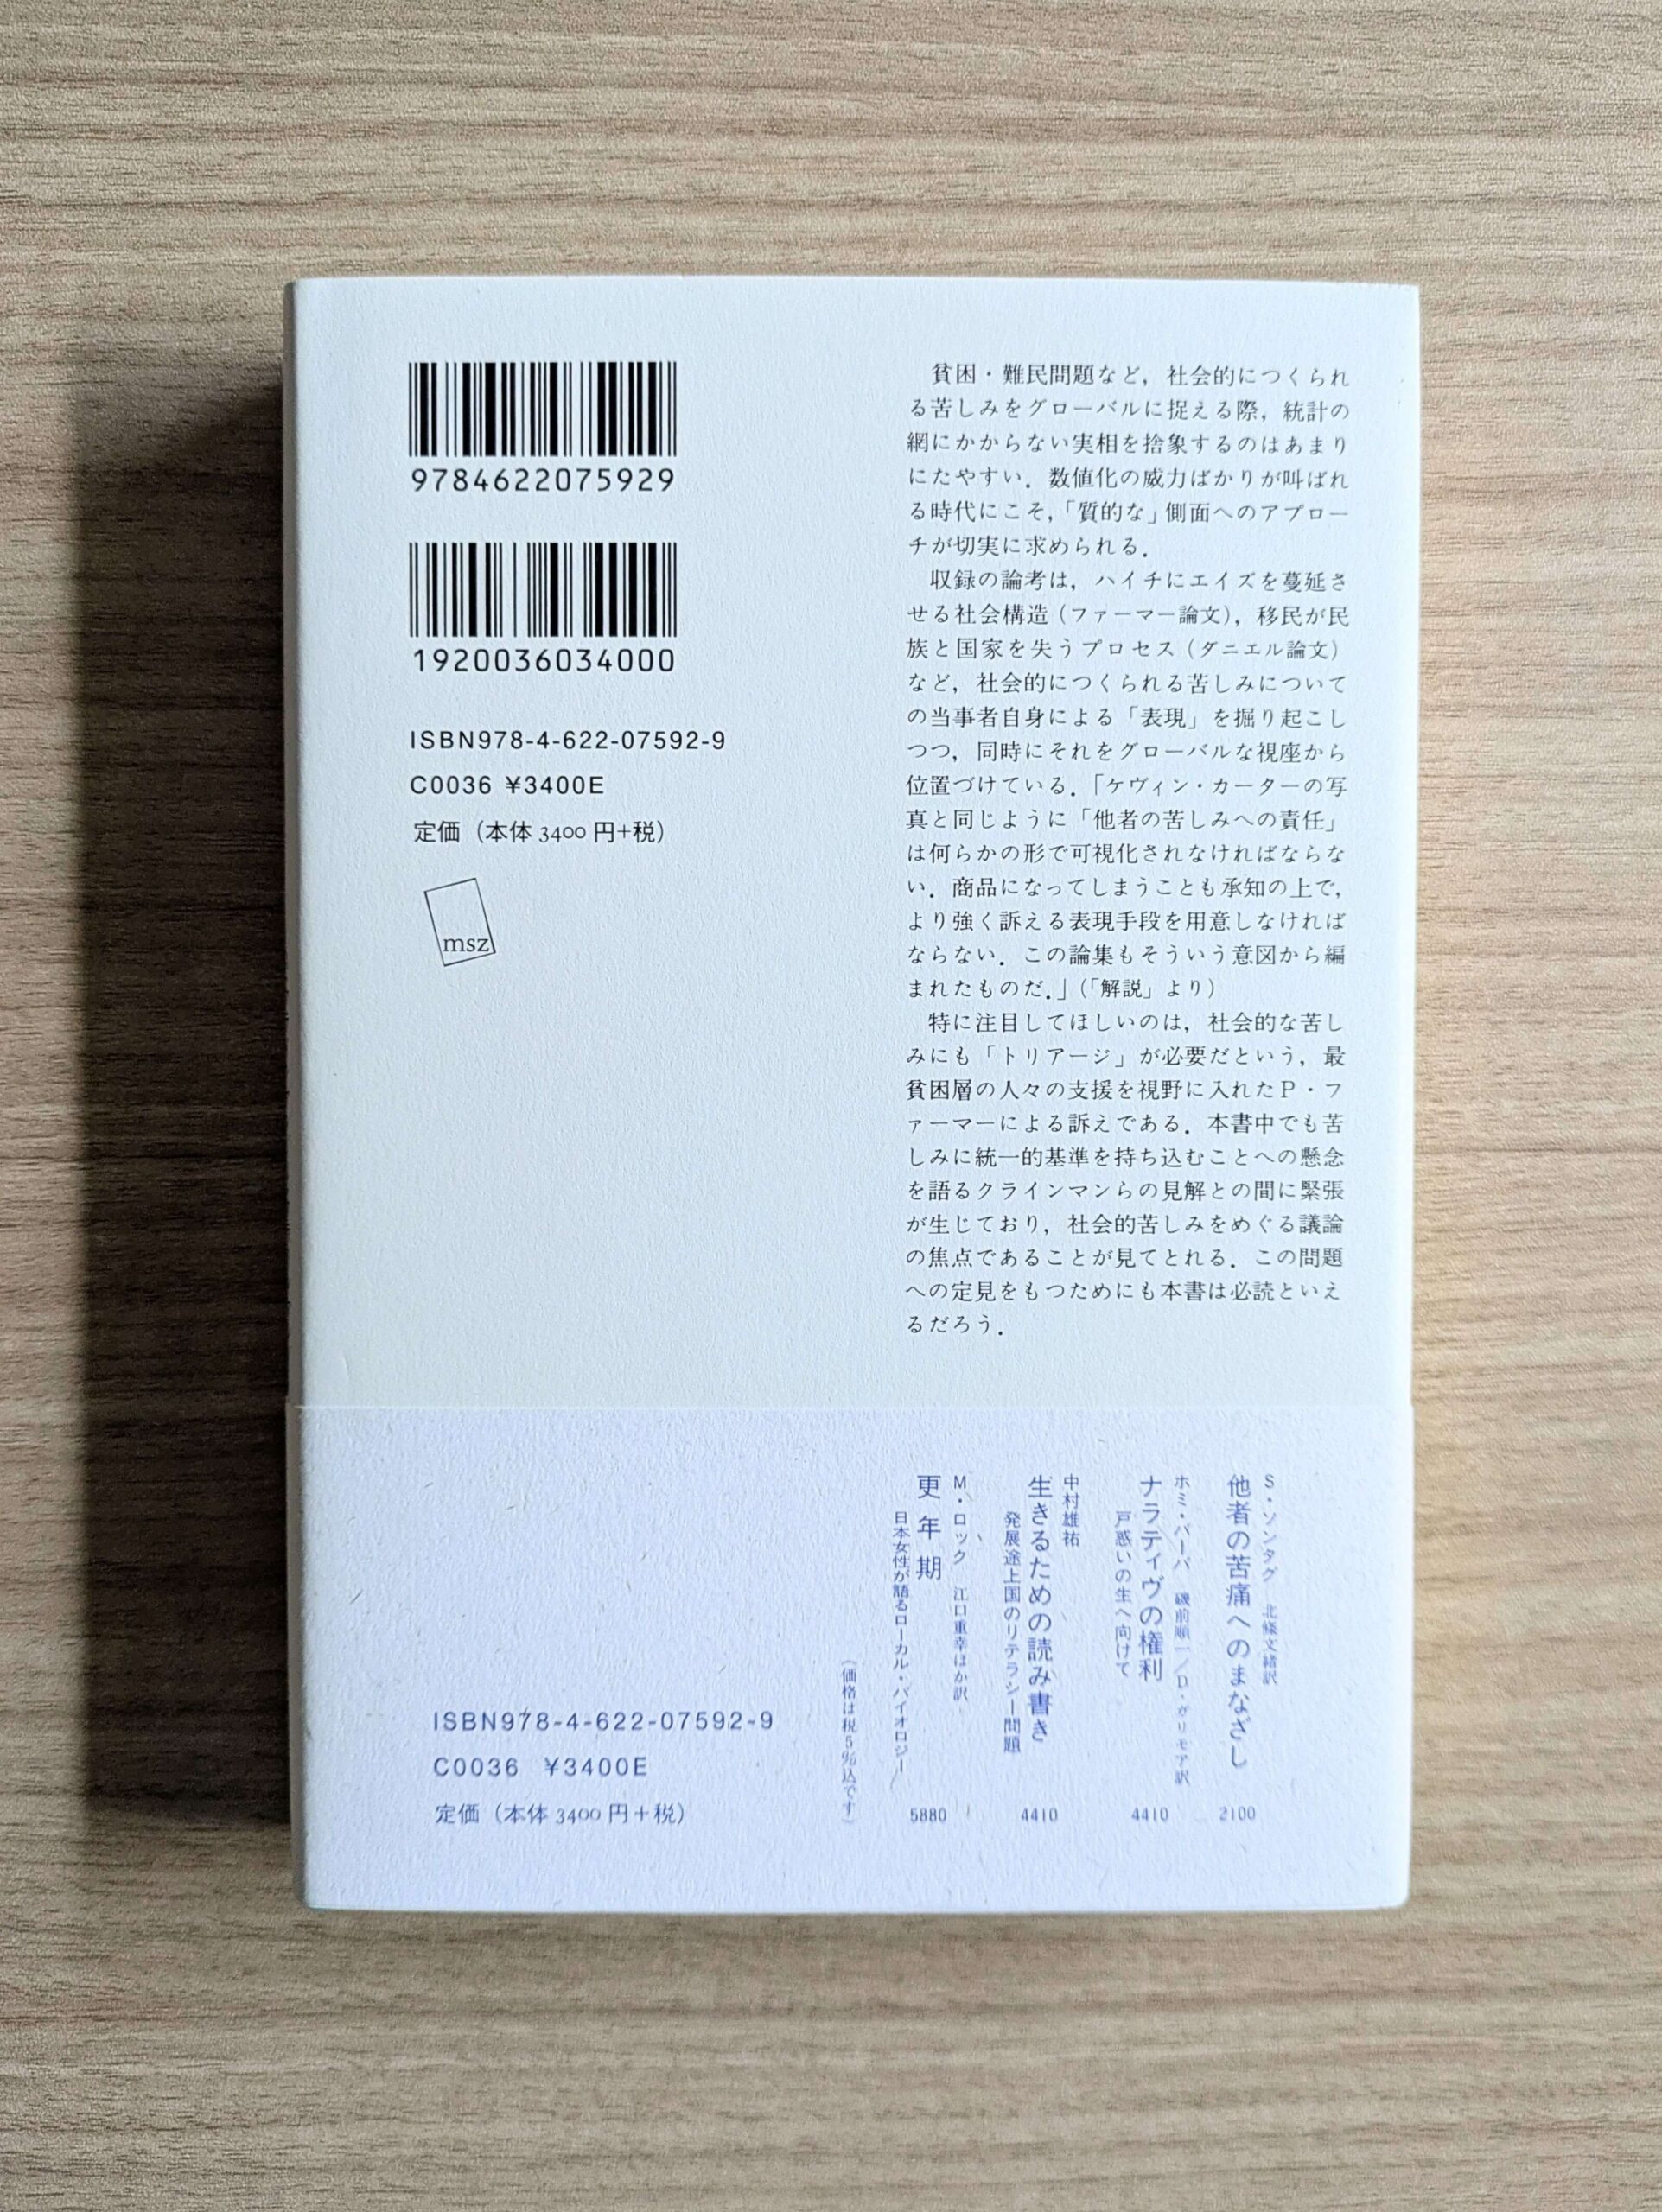 9784622075929
1920036034000
ISBN978-4-622-07592-9
C0036 ¥3400E
定価（本体 3400 円+税）
msz
貧困・難民問題など，社会的につくられ
る苦しみをグローバルに捉える際，統計の
網にかからない実相を捨象するのはあまり
にたやすい．数値化の威力ばかりが叫ばれ
る時代にこそ，「質的な」側面へのアプロー
チが切実に求められる．
収録の論考は，ハイチにエイズを蔓延さ
せる社会構造（ファーマー論文），移民が民
族と国家を失うプロセス（ダニエル論文）
など，社会的につくられる苦しみについて
の当事者自身による「表現」を掘り起こし
つつ，同時にそれをグローバルな視座から
位置づけている．「ケヴィン・カーターの写
真と同じように「他者の苦しみへの責任」
は何らかの形で可視化されなければならな
い．商品になってしまうことも承知の上で，
より強く訴える表現手段を用意しなければ
ならない．この論集もそういう意図から編
まれたものだ．」（「解説」より）
特に注目してほしいのは，社会的な苦し
みにも「トリアージ」が必要だという，最
貧困層の人々の支援を視野に入れたP・フ
ァーマーによる訴えである．本書中でも苦
しみに統一的基準を持ち込むことへの懸念
を語るクラインマンらの見解との間に緊張
が生じており，社会的苦しみをめぐる議論
の焦点であることが見てとれる．この問題
への定見をもつためにも本書は必読といえ
るだろう．
S・ソンタグ 北條文緒訳
他者の苦痛へのまなざし 2100
ホミ・バーバ 磯前順一／D・ガリモア訳
ナラティヴの権利 4410
戸惑いの生へ向けて
中村雄祐
生きるための読み書き 4410
発展途上国のリテラシー問題
M・ロック 江口重幸ほか訳
更年期 5880
日本女性が語るローカル・バイオロジー
（価格は税5%込です）
ISBN978-4-622-07592-9
C0036 ¥3400E
定価（本体 3400 円＋税）